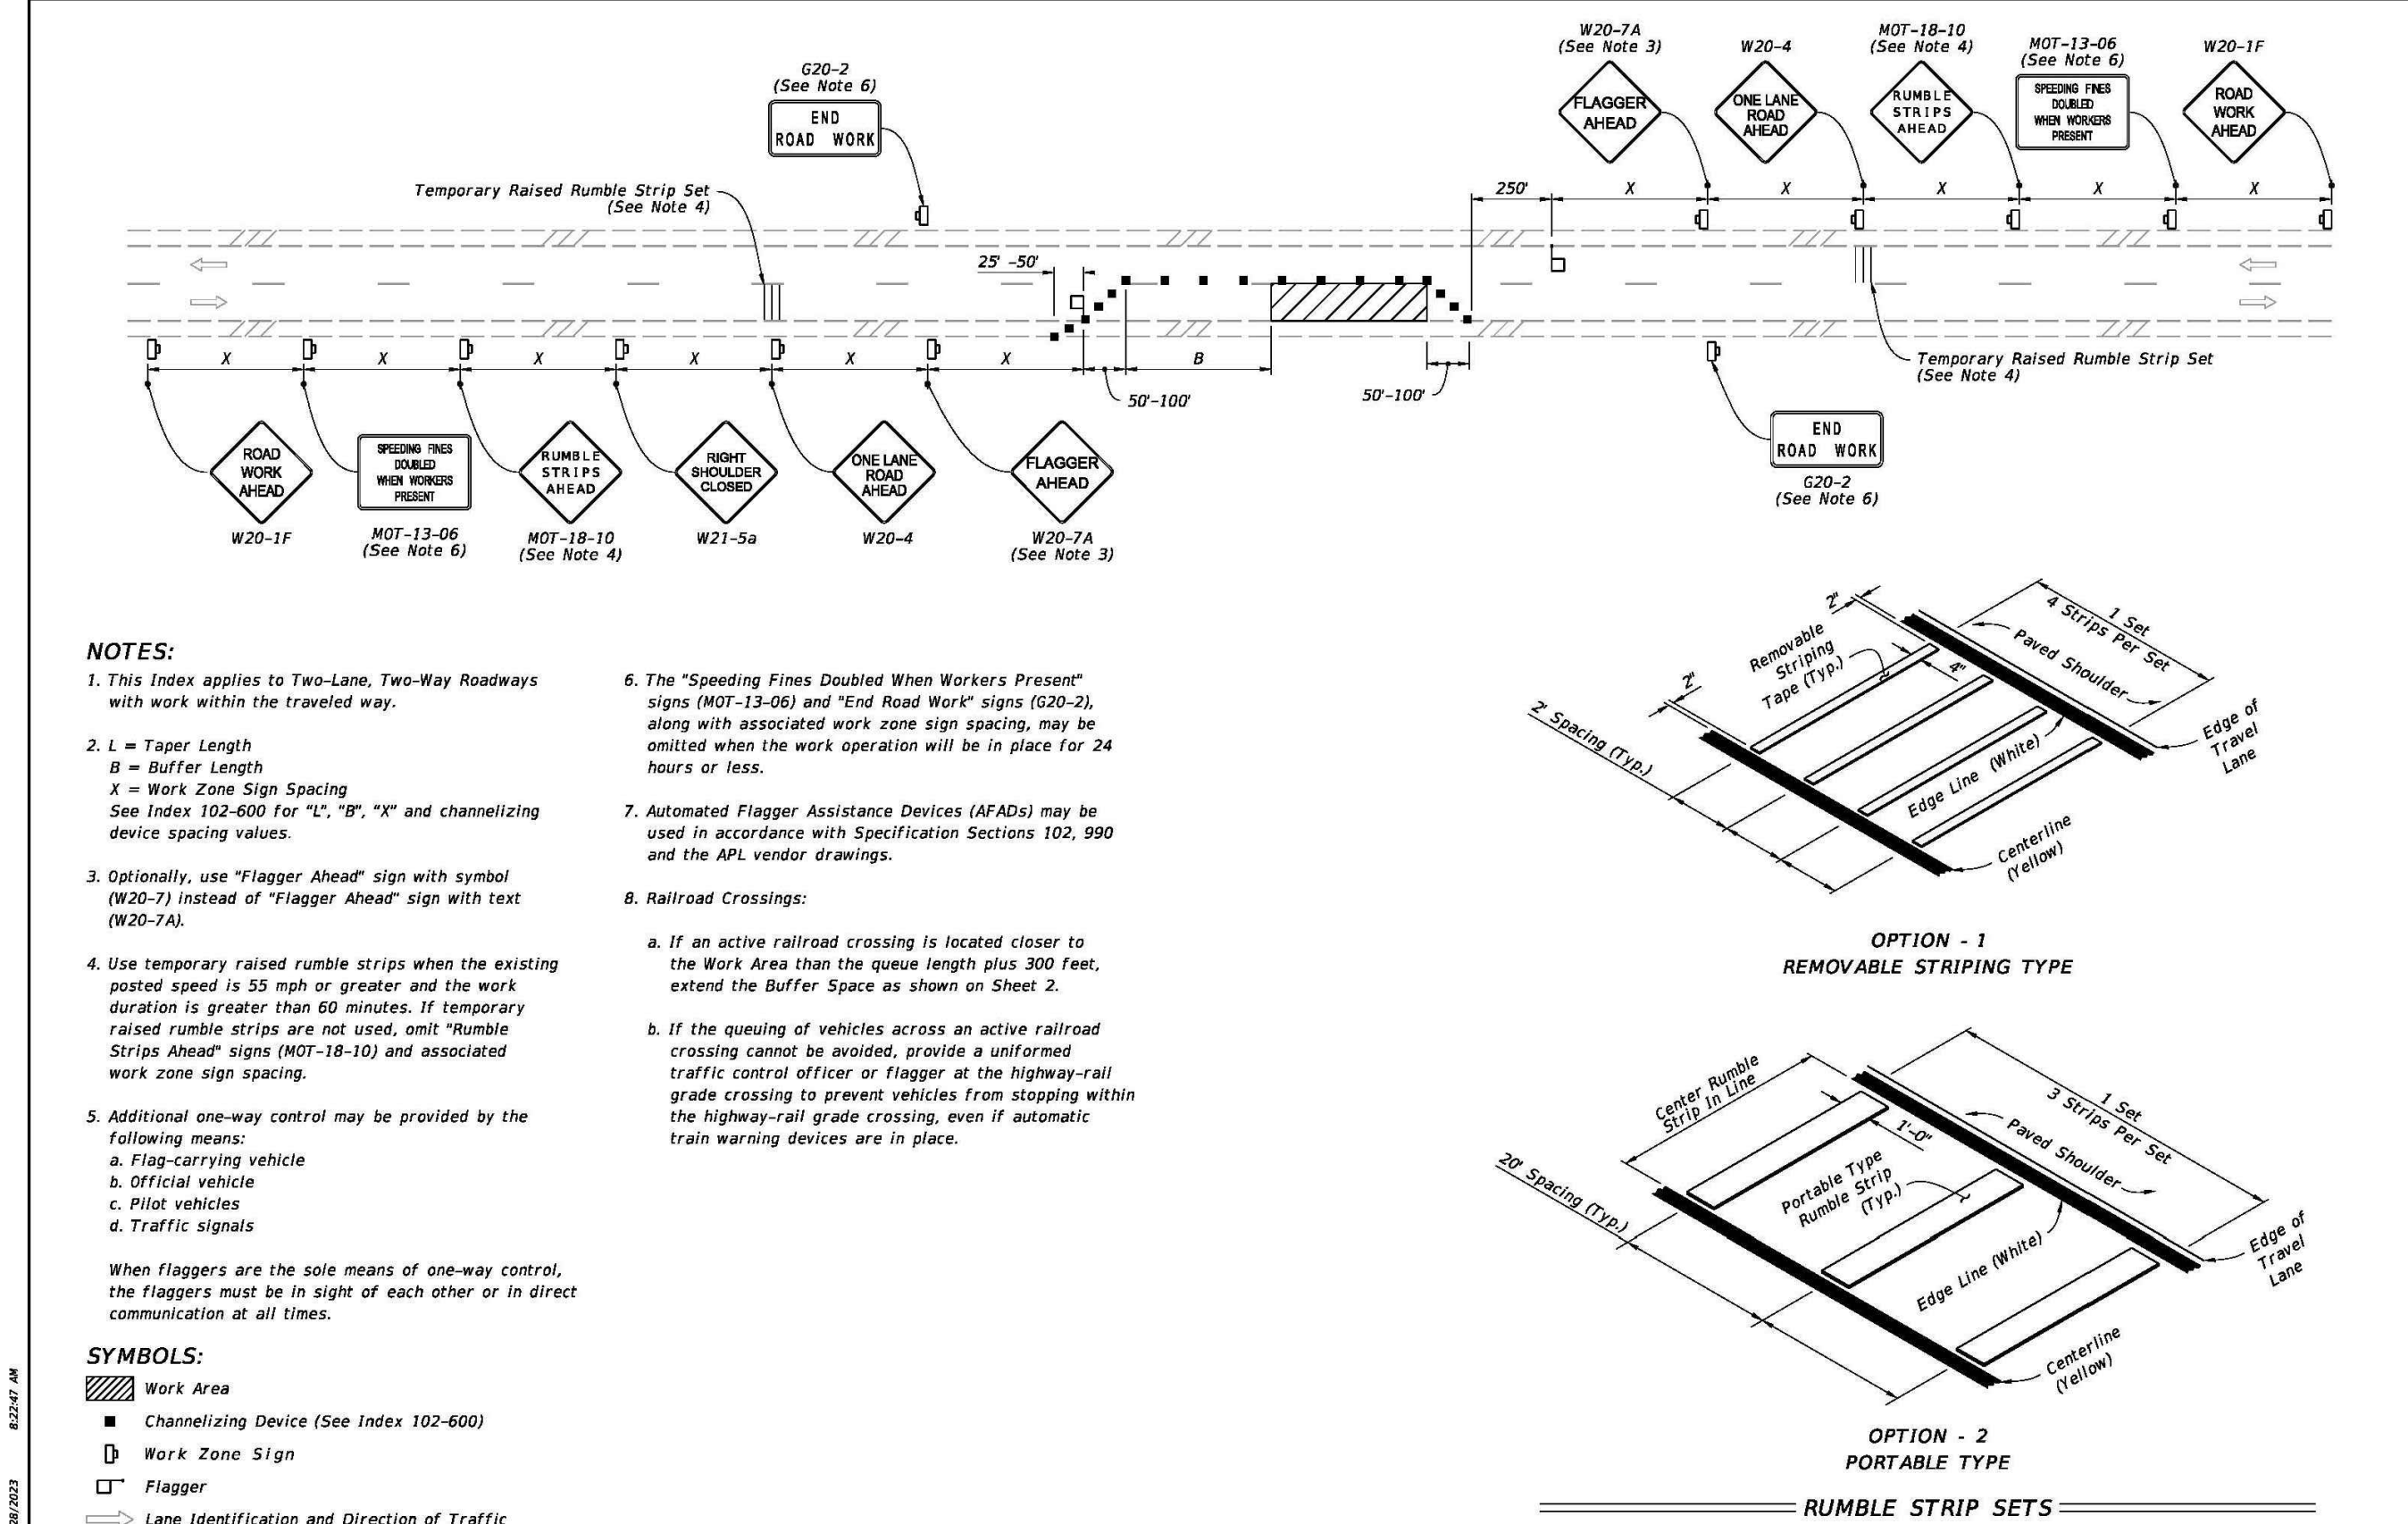 G20-2
(See Note 6)
END
ROAD WORK
Temporary Raised Rumble Strip Set
(See Note 4)
25' -50'
W20-7A
(See Note 3)
FLAGGER
AHEAD
W20-4
ONE LANE
ROAD
AHEAD
MOT-18-10
(See Note 4)
RUMBLE
STRIPS
AHEAD
MOT-13-06
(See Note 6)
SPEEDING FINES
DOUBLED
WHEN WORKERS
PRESENT
W20-1F
ROAD
WORK
AHEAD
250'
X
X
X
X
X
X
X
X
X
X
X
50'-100'
B
50'-100'
Temporary Raised Rumble Strip Set
(See Note 4)
END
ROAD WORK
G20-2
(See Note 6)
ROAD
WORK
AHEAD
W20-1F
SPEEDING FINES
DOUBLED
WHEN WORKERS
PRESENT
MOT-13-06
(See Note 6)
RUMBLE
STRIPS
AHEAD
MOT-18-10
(See Note 4)
RIGHT
SHOULDER
CLOSED
W21-5a
ONE LANE
ROAD
AHEAD
W20-4
FLAGGER
AHEAD
W20-7A
(See Note 3)
NOTES:
1. This Index applies to Two-Lane, Two-Way Roadways
with work within the traveled way.
2. L = Taper Length
B = Buffer Length
X = Work Zone Sign Spacing
See Index 102-600 for "L", "B", "X" and channelizing
device spacing values.
3. Optionally, use "Flagger Ahead" sign with symbol
(W20-7) instead of "Flagger Ahead" sign with text
(W20-7A).
4. Use temporary raised rumble strips when the existing
posted speed is 55 mph or greater and the work
duration is greater than 60 minutes. If temporary
raised rumble strips are not used, omit "Rumble
Strips Ahead" signs (MOT-18-10) and associated
work zone sign spacing.
5. Additional one-way control may be provided by the
following means:
a. Flag-carrying vehicle
b. Official vehicle
c. Pilot vehicles
d. Traffic signals
When flaggers are the sole means of one-way control,
the flaggers must be in sight of each other or in direct
communication at all times.
6. The "Speeding Fines Doubled When Workers Present"
signs (MOT-13-06) and "End Road Work" signs (G20-2),
along with associated work zone sign spacing, may be
omitted when the work operation will be in place for 24
hours or less.
7. Automated Flagger Assistance Devices (AFADs) may be
used in accordance with Specification Sections 102, 990
and the APL vendor drawings.
8. Railroad Crossings:
a. If an active railroad crossing is located closer to
the Work Area than the queue length plus 300 feet,
extend the Buffer Space as shown on Sheet 2.
b. If the queuing of vehicles across an active railroad
crossing cannot be avoided, provide a uniformed
traffic control officer or flagger at the highway-rail
grade crossing to prevent vehicles from stopping within
the highway-rail grade crossing, even if automatic
train warning devices are in place.
SYMBOLS:
Work Area
Channelizing Device (See Index 102-600)
Work Zone Sign
Flagger
Lane Identification and Direction of Traffic
8:22:47 AM
28/2023
2"
2"
Removable
Striping
Tape (Typ.)
4"
1 Set
4 Strips Per Set
Paved Shoulder
2' Spacing (Typ.)
Edge Line (White)
Edge of
Travel
Lane
Centerline
(Yellow)
OPTION - 1
REMOVABLE STRIPING TYPE
Center Rumble
Strip In Line
1'-0"
1 Set
3 Strips Per Set
Paved Shoulder
Portable Type
Rumble Strip
(Typ.)
20' Spacing (Typ.)
Edge Line (White)
Edge of
Travel
Lane
Centerline
(Yellow)
OPTION - 2
PORTABLE TYPE
RUMBLE STRIP SETS